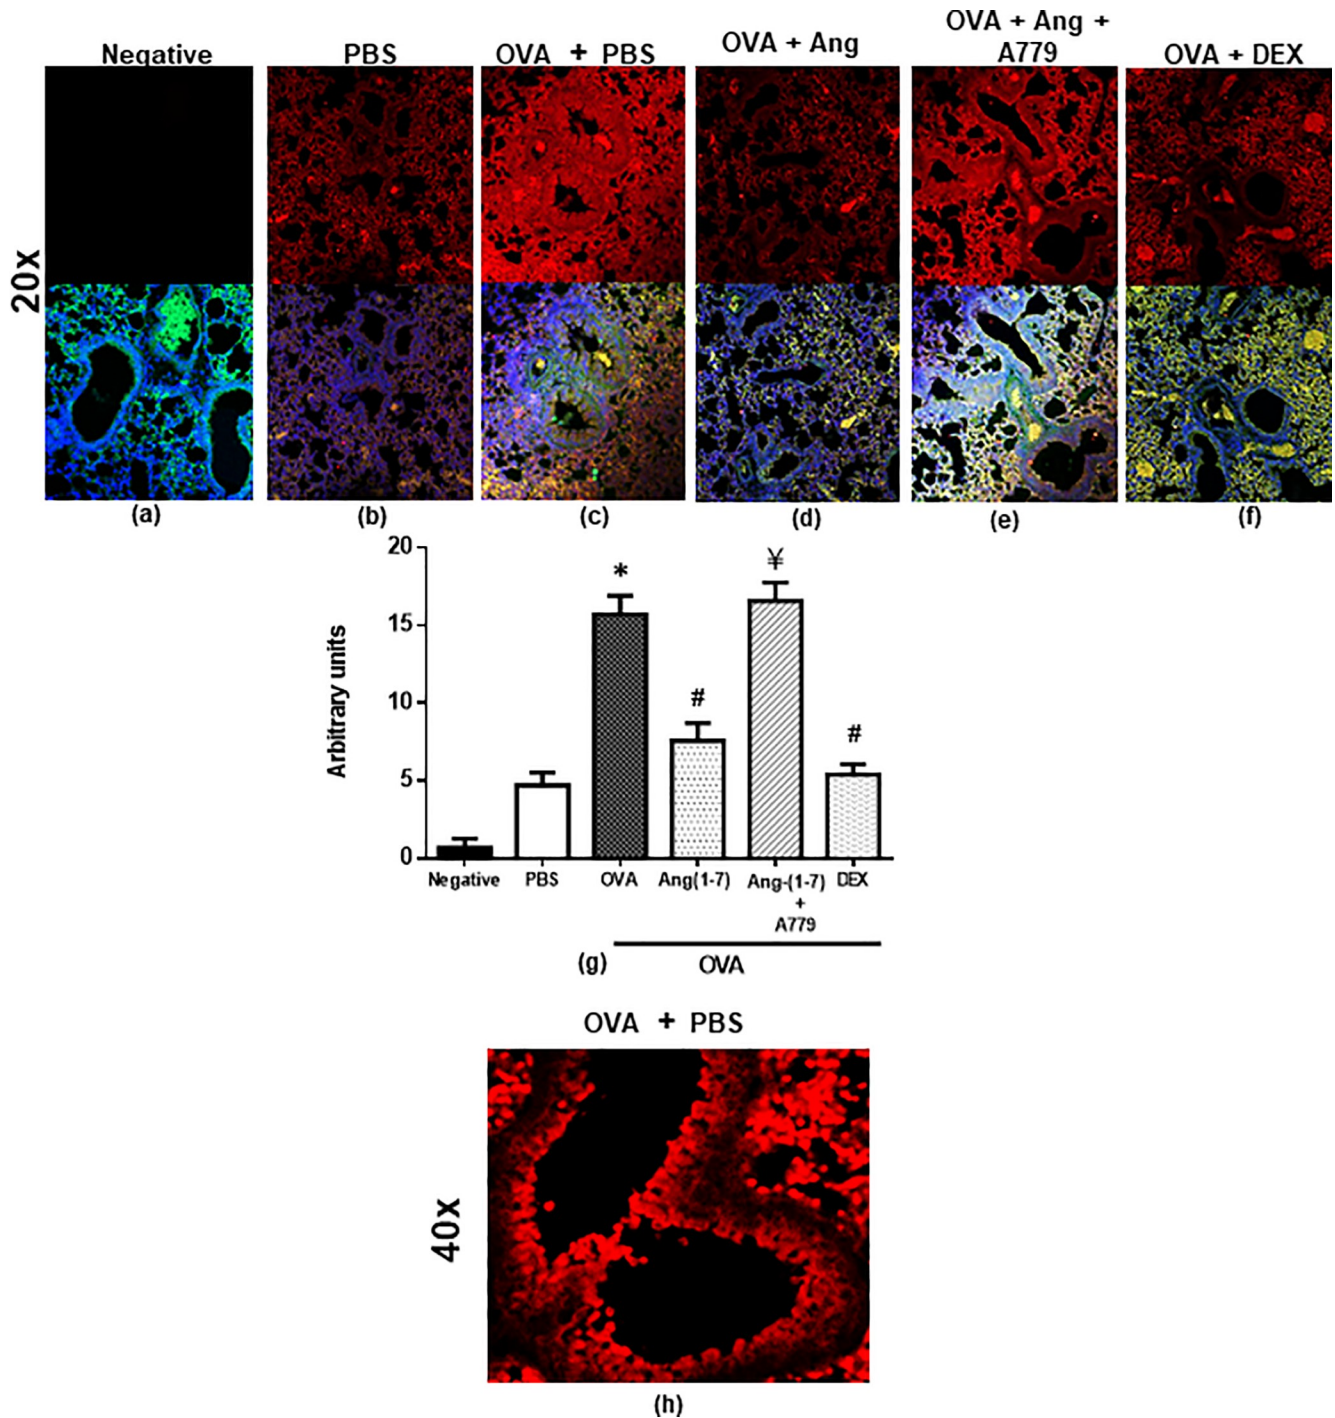 Negative
PBS
OVA + PBS
OVA + Ang
OVA + Ang +
A779
OVA + DEX
20x
(a)
(b)
(c)
(d)
(e)
(f)
20
15
10
5
0
Arbitrary units
*
#
¥
#
Negative
PBS
OVA
Ang(1-7)
Ang-(1-7)
+
A779
DEX
OVA
(g)
OVA + PBS
40x
(h)